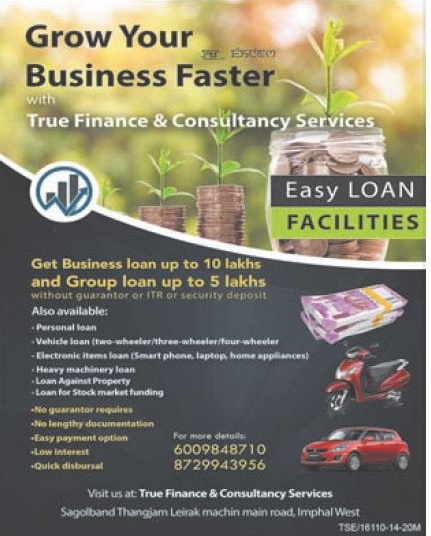 Grow Your
Business Faster
with
True Finance & Consultancy Services
Easy LOAN
FACILITIES
Get Business loan up to 10 lakhs
and Group loan up to 5 lakhs
without guarantor or ITR or security deposit
Also available:
- Personal loan
- Vehicle loan (two-wheeler/three-wheeler/four-wheeler
- Electronic items loan (Smart phone, laptop, home appliances)
- Heavy machinery loan
- Loan Against Property
- Loan for Stock market funding
•No guarantor requires
•No lengthy documentation
•Easy payment option
•Low interest
•Quick disbursal
For more details:
6009848710
8729943956
Visit us at: True Finance & Consultancy Services
Sagolband Thangjam Leirak machin main road, Imphal West
TSE/16110-14-20M